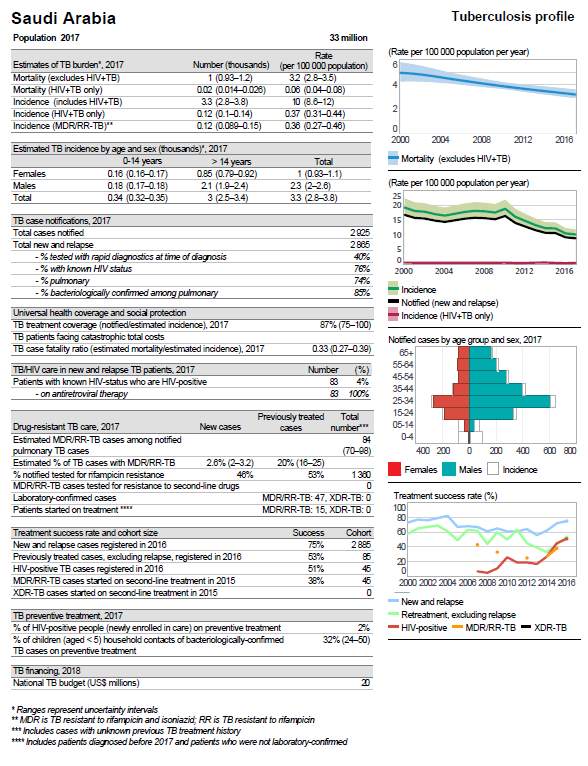 Saudi Arabia
Tuberculosis profile
Population 2017 33 million
Estimates of TB burden*, 2017 Number (thousands) Rate (per 100 000 population)
Mortality (excludes HIV+TB) 1 (0.93–1.2) 3.2 (2.8–3.5)
Mortality (HIV+TB only) 0.02 (0.014–0.026) 0.06 (0.04–0.08)
Incidence (includes HIV+TB) 3.3 (2.8–3.8) 10 (8.6–12)
Incidence (HIV+TB only) 0.12 (0.1–0.14) 0.37 (0.31–0.44)
Incidence (MDR/RR-TB)** 0.12 (0.089–0.15) 0.36 (0.27–0.46)
Estimated TB incidence by age and sex (thousands)*, 2017
0-14 years > 14 years Total
Females 0.16 (0.16–0.17) 0.85 (0.79–0.92) 1 (0.93–1.1)
Males 0.18 (0.17–0.18) 2.1 (1.9–2.4) 2.3 (2–2.6)
Total 0.34 (0.32–0.35) 3 (2.5–3.4) 3.3 (2.8–3.8)
TB case notifications, 2017
Total cases notified 2 925
Total new and relapse 2 865
- % tested with rapid diagnostics at time of diagnosis 40%
- % with known HIV status 76%
- % pulmonary 74%
- % bacteriologically confirmed among pulmonary 85%
Universal health coverage and social protection
TB treatment coverage (notified/estimated incidence), 2017 87% (75–100)
TB patients facing catastrophic total costs
TB case fatality ratio (estimated mortality/estimated incidence), 2017 0.33 (0.27–0.39)
TB/HIV care in new and relapse TB patients, 2017 Number (%)
Patients with known HIV-status who are HIV-positive 83 4%
- on antiretroviral therapy 83 100%
Drug-resistant TB care, 2017 New cases Previously treated cases Total number***
Estimated MDR/RR-TB cases among notified 84
pulmonary TB cases (70–98)
Estimated % of TB cases with MDR/RR-TB 2.6% (2–3.2) 20% (16–25)
% notified tested for rifampicin resistance 46% 53% 1 360
MDR/RR-TB cases tested for resistance to second-line drugs 0
Laboratory-confirmed cases MDR/RR-TB: 47, XDR-TB: 0
Patients started on treatment **** MDR/RR-TB: 15, XDR-TB: 0
Treatment success rate and cohort size Success Cohort
New and relapse cases registered in 2016 75% 2 885
Previously treated cases, excluding relapse, registered in 2016 53% 85
HIV-positive TB cases registered in 2016 51% 45
MDR/RR-TB cases started on second-line treatment in 2015 38% 45
XDR-TB cases started on second-line treatment in 2015 0
TB preventive treatment, 2017
% of HIV-positive people (newly enrolled in care) on preventive treatment 2%
% of children (aged < 5) household contacts of bacteriologically-confirmed 32% (24–50)
TB cases on preventive treatment
TB financing, 2018
National TB budget (US$ millions) 20
* Ranges represent uncertainty intervals
** MDR is TB resistant to rifampicin and isoniazid; RR is TB resistant to rifampicin
*** Includes cases with unknown previous TB treatment history
**** Includes patients diagnosed before 2017 and patients who were not laboratory-confirmed
(Rate per 100 000 population per year)
6
4
2
0
2000 2004 2008 2012 2016
Mortality (excludes HIV+TB)
(Rate per 100 000 population per year)
25
20
15
10
5
0
2000 2004 2008 2012 2016
Incidence
Notified (new and relapse)
Incidence (HIV+TB only)
Notified cases by age group and sex, 2017
65+
55-64
45-54
35-44
25-34
15-24
05-14
0-4
400 200 0 200 400 600 800
Females Males Incidence
Treatment success rate (%)
100
80
60
40
20
0
2000 2002 2004 2006 2008 2010 2012 2014 2016
New and relapse
Retreatment, excluding relapse
HIV-positive MDR/RR-TB XDR-TB